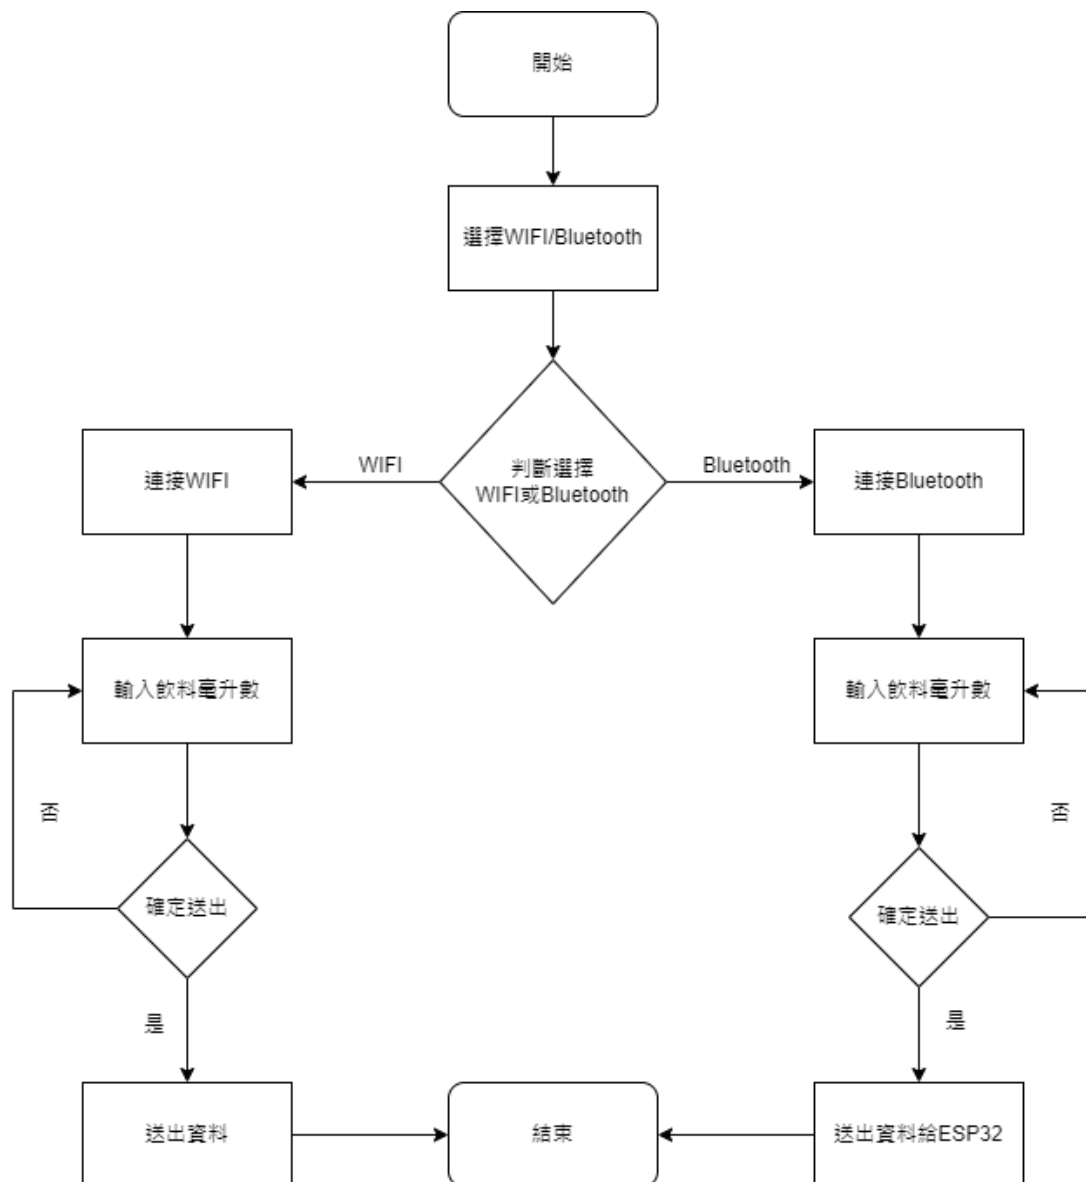 開始
選擇WIFI/Bluetooth
WIFI
判斷選擇
WIFI或Bluetooth
Bluetooth
連接WIFI
連接Bluetooth
輸入飲料毫升數
輸入飲料毫升數
否
否
確定送出
確定送出
是
是
送出資料
結束
送出資料給ESP32